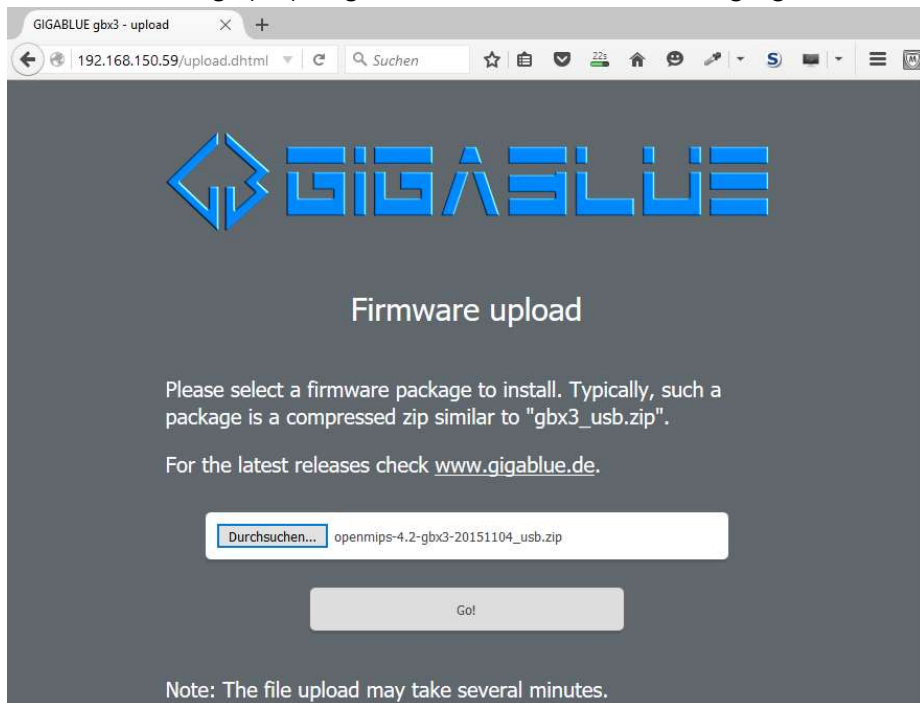 GIGABLUE gbx3 - upload
192.168.150.59/upload.dhtml
Suchen
22s
S
GIGABLUE
Firmware upload
Please select a firmware package to install. Typically, such a
package is a compressed zip similar to "gbx3_usb.zip".
For the latest releases check www.gigablue.de.
Durchsuchen... openmips-4.2-gbx3-20151104_usb.zip
Go!
Note: The file upload may take several minutes.